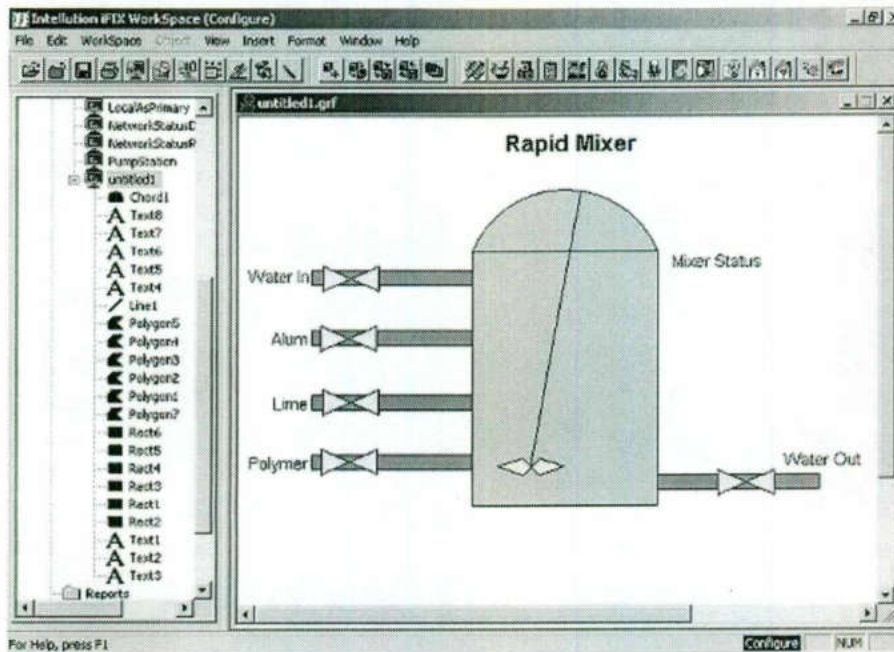 Intellution iFIX WorkSpace (Configure)
File Edit WorkSpace Object View Insert Format Window Help
LocalAsPrimary
NetworkStatusD
NetworkStatusR
PumpStation
untitled1
Chord1
Text8
Text7
Text6
Text5
Text4
Line1
Polygon5
Polygon4
Polygon3
Polygon2
Polygon1
Polygon7
Rect6
Rect5
Rect4
Rect3
Rect1
Rect2
Text1
Text2
Text3
Reports
untitled1.grf
Rapid Mixer
Mixer Status
Water In
Alum
Lime
Polymer
Water Out
For Help, press F1
Configure
NUM